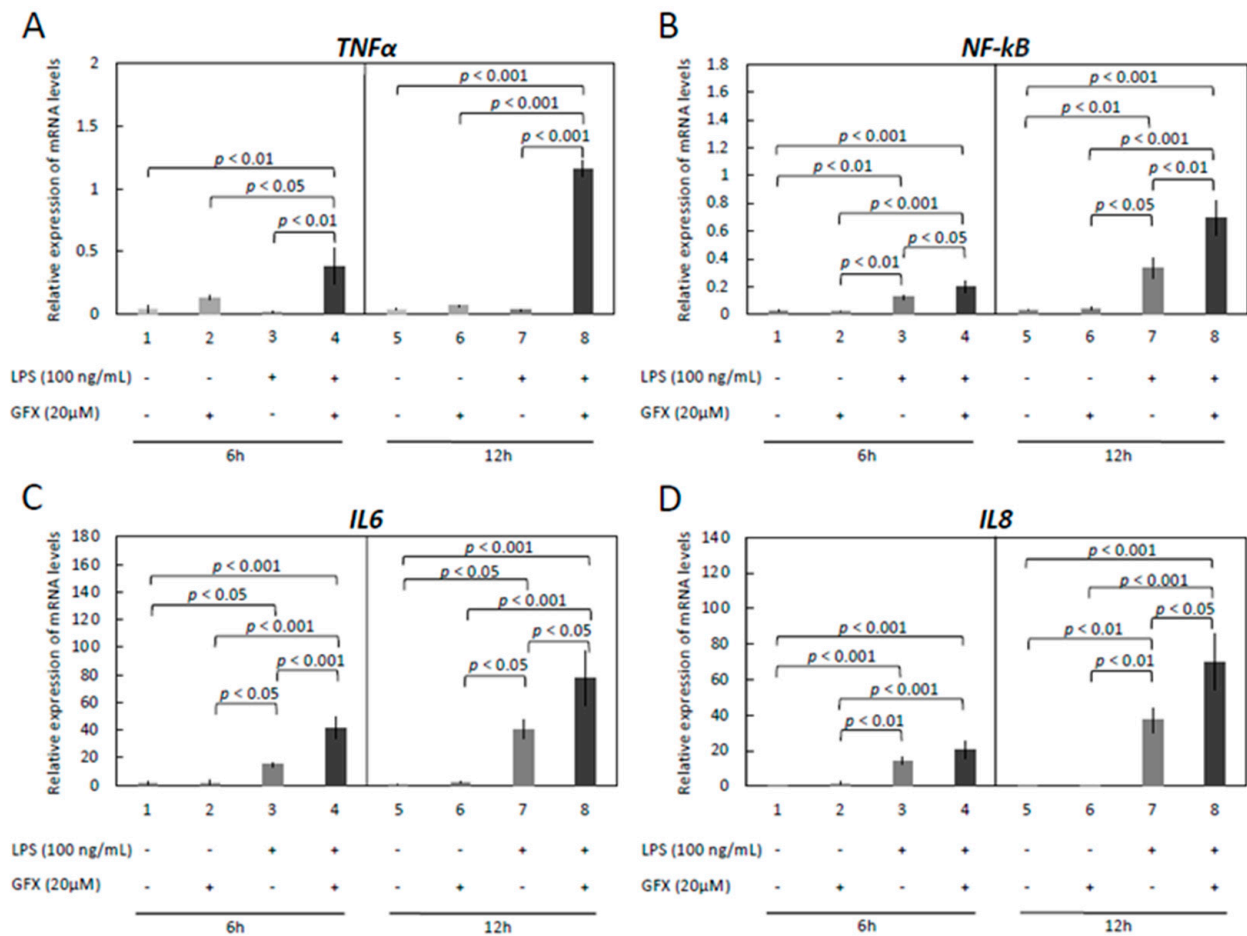 A
TNFα
Relative expression of mRNA levels
2
1.5
1
0.5
0
p < 0.01
p < 0.05
p < 0.01
p < 0.001
p < 0.001
p < 0.001
1 2 3 4 5 6 7 8
LPS (100 ng/mL) - - + + - - + +
GFX (20μM) - + - + - + - +
6h 12h
B
NF-kB
Relative expression of mRNA levels
1.8
1.6
1.4
1.2
1
0.8
0.6
0.4
0.2
0
p < 0.001
p < 0.01
p < 0.001
p < 0.05
p < 0.01
p < 0.001
p < 0.01
p < 0.001
p < 0.01
p < 0.05
1 2 3 4 5 6 7 8
LPS (100 ng/mL) - - + + - - + +
GFX (20μM) - + - + - + - +
6h 12h
C
IL6
Relative expression of mRNA levels
180
160
140
120
100
80
60
40
20
0
p < 0.001
p < 0.05
p < 0.001
p < 0.001
p < 0.05
p < 0.001
p < 0.05
p < 0.001
p < 0.05
p < 0.05
1 2 3 4 5 6 7 8
LPS (100 ng/mL) - - + + - - + +
GFX (20μM) - + - + - + - +
6h 12h
D
IL8
Relative expression of mRNA levels
140
120
100
80
60
40
20
0
p < 0.001
p < 0.001
p < 0.001
p < 0.01
p < 0.001
p < 0.001
p < 0.05
p < 0.01
p < 0.01
1 2 3 4 5 6 7 8
LPS (100 ng/mL) - - + + - - + +
GFX (20μM) - + - + - + - +
6h 12h